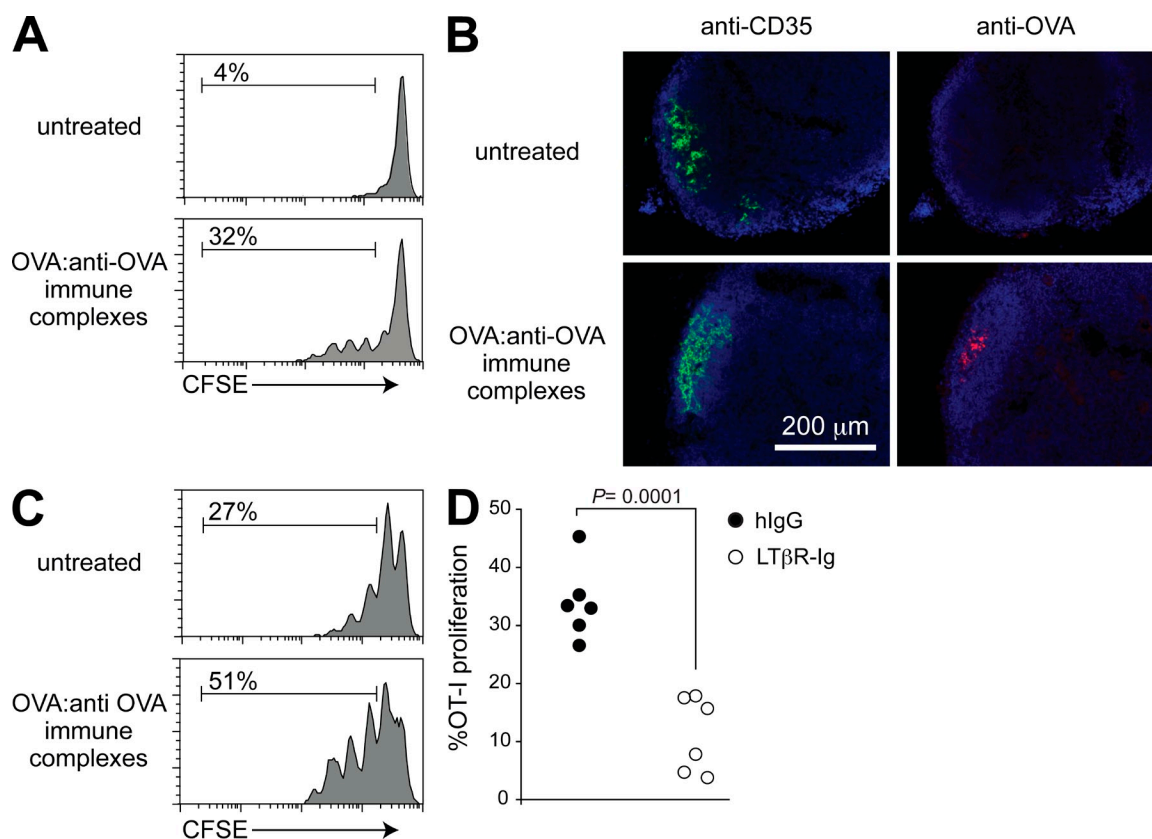 A
untreated
4%
OVA:anti-OVA
immune
complexes
32%
CFSE
B
anti-CD35
anti-OVA
untreated
OVA:anti-OVA
immune
complexes
200 μm
C
untreated
27%
OVA:anti OVA
immune
complexes
51%
CFSE
D
P= 0.0001
hIgG
LTβR-Ig
%OT-I proliferation
50
40
30
20
10
0